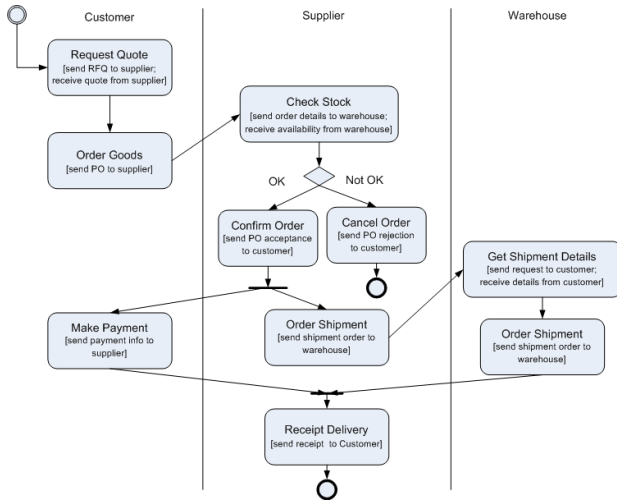 Customer
Supplier
Warehouse
Request Quote
[send RFQ to supplier;
receive quote from supplier]
Order Goods
[send PO to supplier]
Check Stock
[send order details to warehouse;
receive availability from warehouse]
OK
Not OK
Confirm Order
[send PO acceptance
to customer]
Cancel Order
[send PO rejection
to customer]
Get Shipment Details
[send request to customer;
receive details from customer]
Make Payment
[send payment info to
supplier]
Order Shipment
[send shipment order to
warehouse]
Order Shipment
[send shipment order to
warehouse]
Receipt Delivery
[send receipt to Customer]